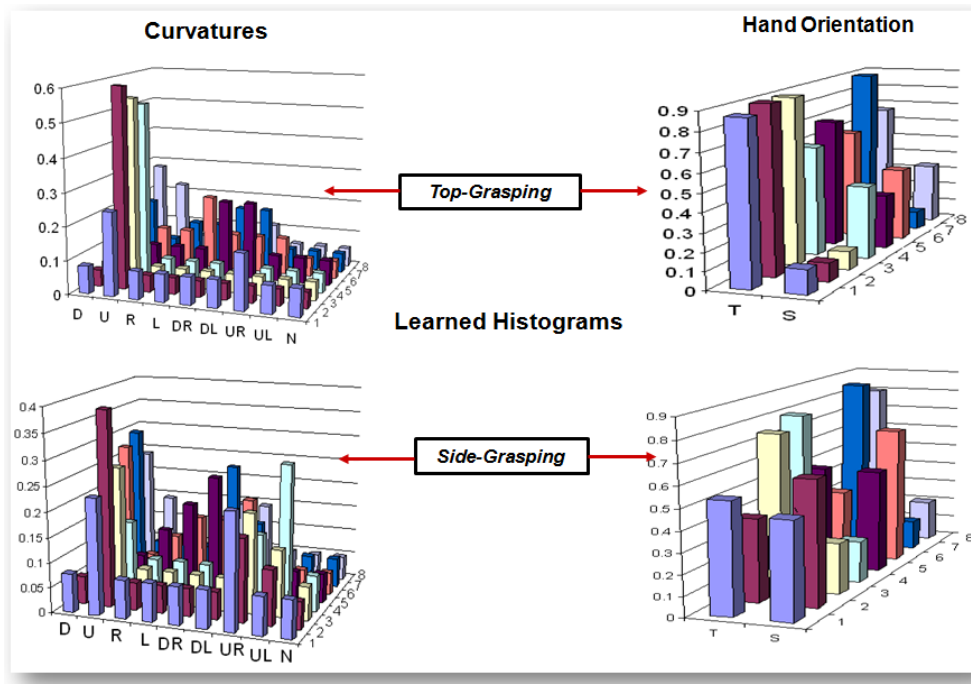 Curvatures
Hand Orientation
0.6
0.5
0.4
0.3
0.2
0.1
0
D U R L DR DL UR UL N
1 2 3 4 5 6 7 8
0.9
0.8
0.7
0.6
0.5
0.4
0.3
0.2
0.1
0
T S
1 2 3 4 5 6 7 8
Top-Grasping
Learned Histograms
0.4
0.35
0.3
0.25
0.2
0.15
0.1
0.05
0
D U R L DR DL UR UL N
1 2 3 4 5 6 7 8
0.9
0.8
0.7
0.6
0.5
0.4
0.3
0.2
0.1
0
T S
1 2 3 4 5 6 7 8
Side-Grasping